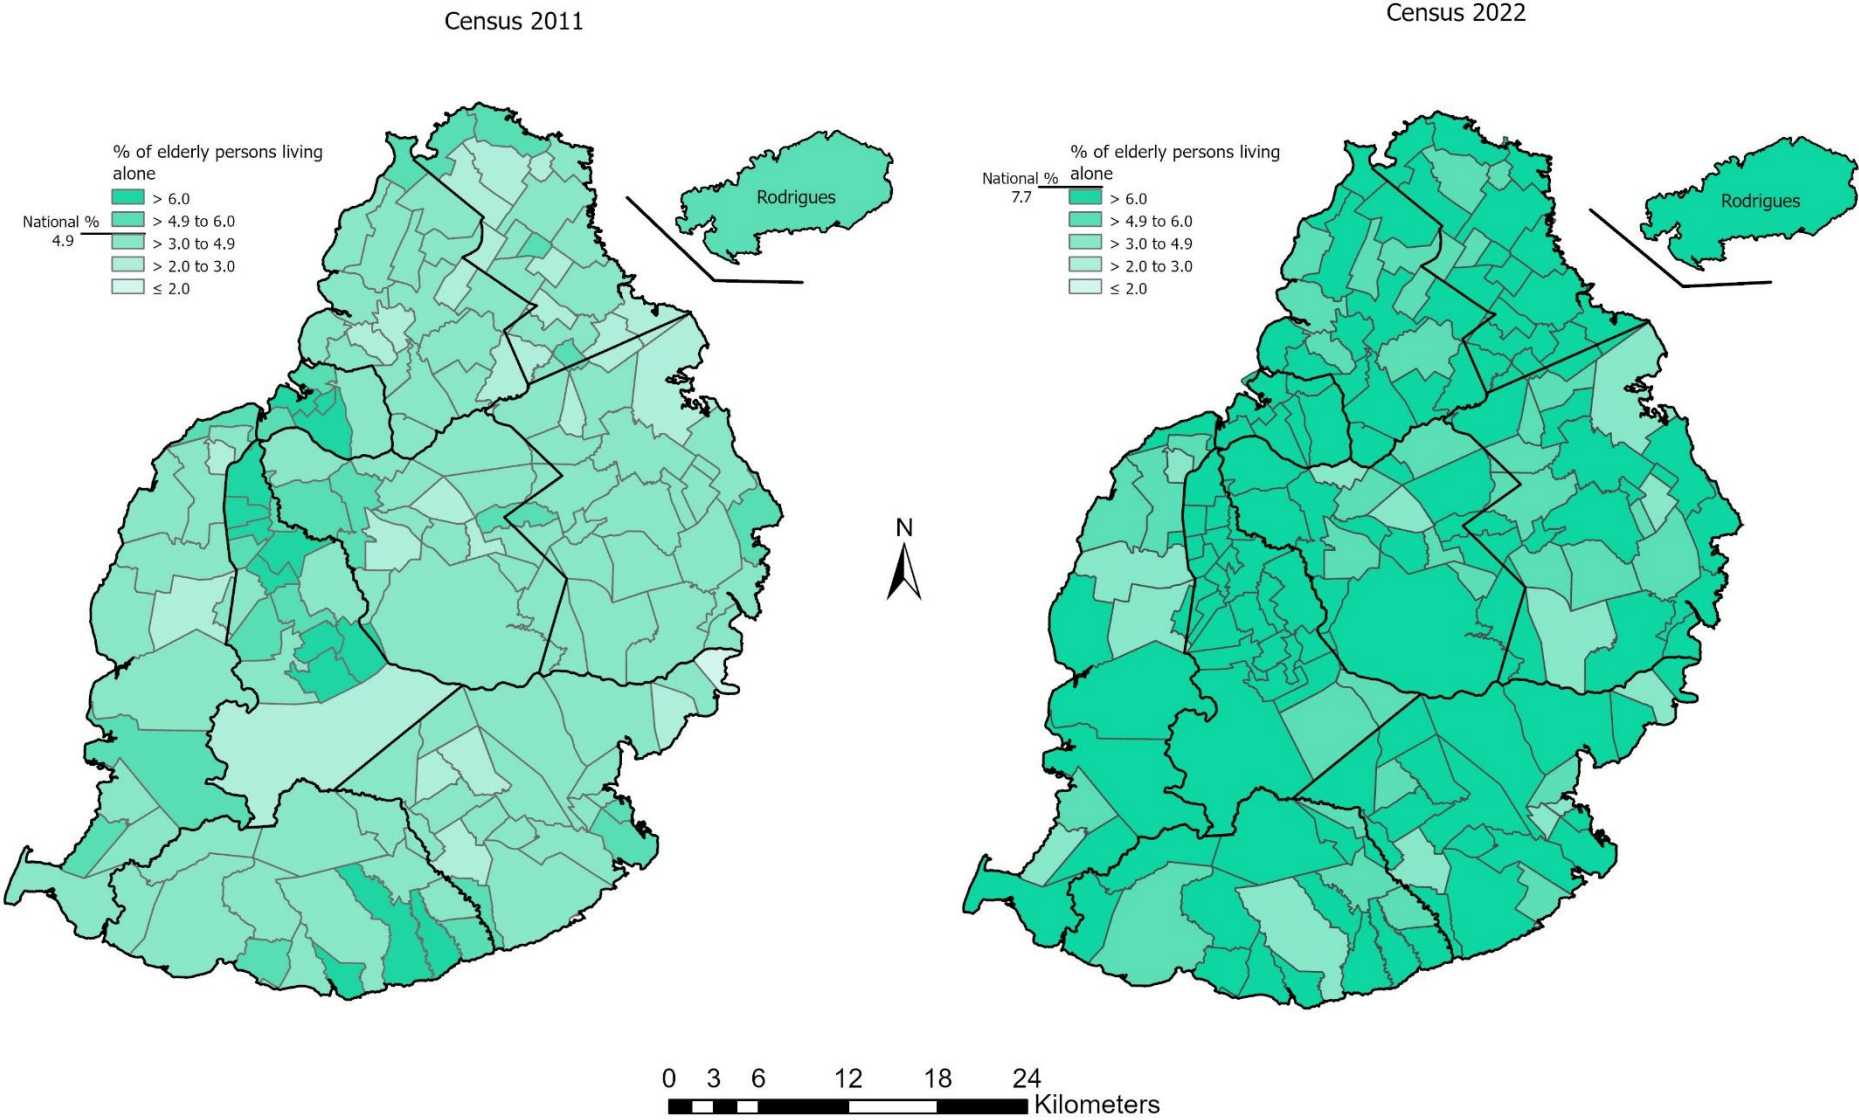 Census 2011
Census 2022
% of elderly persons living
alone
> 6.0
> 4.9 to 6.0
> 3.0 to 4.9
> 2.0 to 3.0
≤ 2.0
National %
4.9
Rodrigues
% of elderly persons living
alone
National %
7.7
> 6.0
> 4.9 to 6.0
> 3.0 to 4.9
> 2.0 to 3.0
≤ 2.0
Rodrigues
N
0 3 6 12 18 24
Kilometers